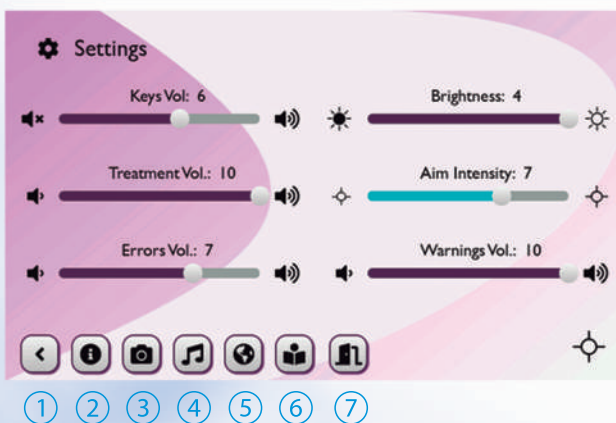 Settings
Keys Vol: 6
Brightness: 4
Treatment Vol.: 10
Aim Intensity: 7
Errors Vol.: 7
Warnings Vol.: 10
1 2 3 4 5 6 7